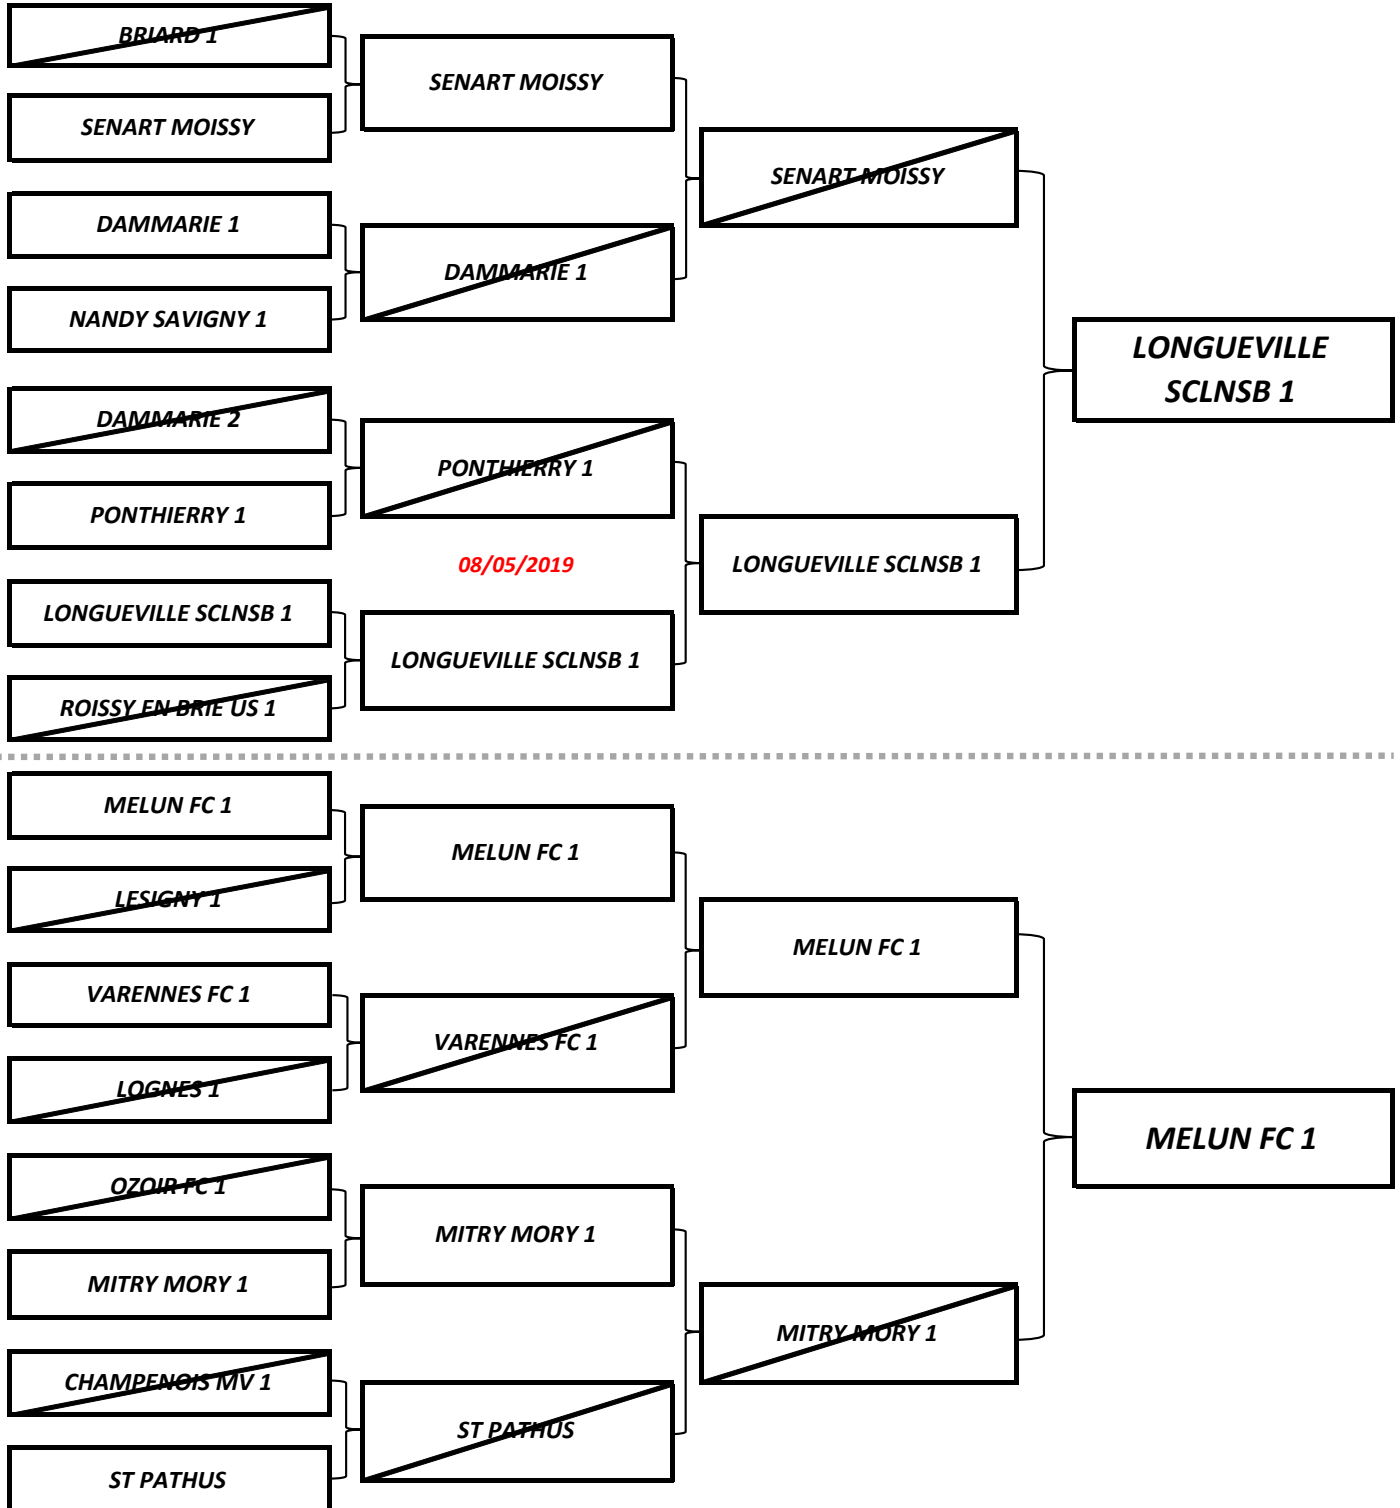 BRIARD 1
SENART MOISSY
DAMMARIE 1
NANDY SAVIGNY 1
DAMMARIE 2
PONTHIERRY 1
LONGUEVILLE SCLNSB 1
ROISSY EN BRIE US 1
SENART MOISSY
DAMMARIE 1
PONTHIERRY 1
08/05/2019
LONGUEVILLE SCLNSB 1
SENART MOISSY
LONGUEVILLE SCLNSB 1
LONGUEVILLE
SCLNSB 1
MELUN FC 1
LESIGNY 1
VARENNES FC 1
LOGNES 1
OZOIR FC 1
MITRY MORY 1
CHAMPENOIS MV 1
ST PATHUS
MELUN FC 1
VARENNES FC 1
MITRY MORY 1
ST PATHUS
MELUN FC 1
MITRY MORY 1
MELUN FC 1